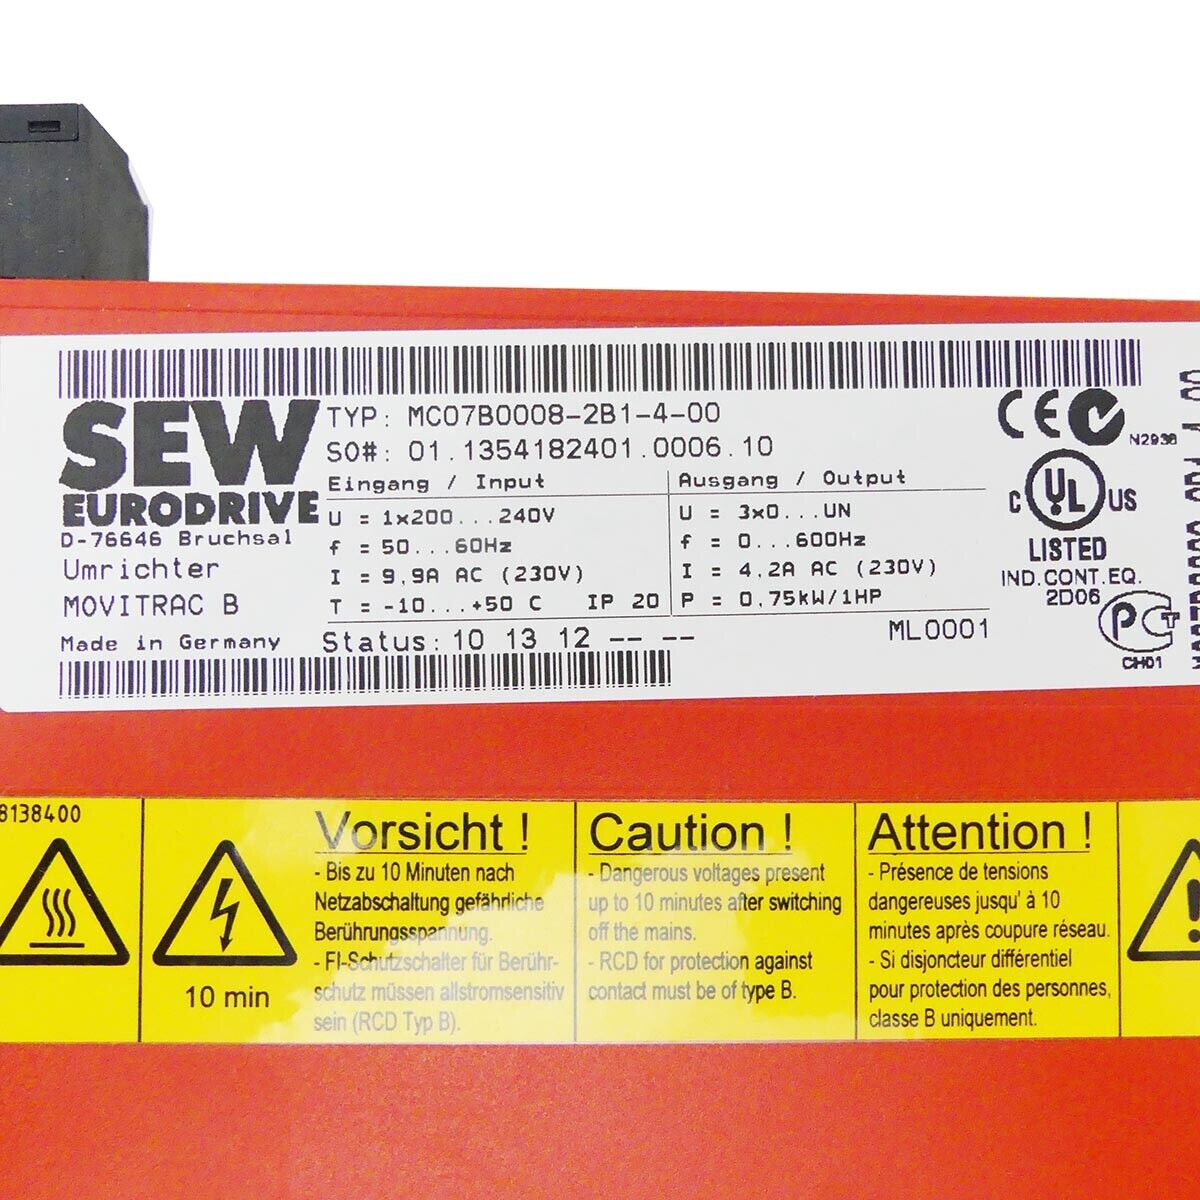 SEW
EURODRIVE
D-76646 Bruchsal
Umrichter
MOVITRAC B
Made in Germany
TYP: MC07B0008-2B1-4-00
SO#: 01.1354182401.0006.10
Eingang / Input
U = 1x200...240V
f = 50...60Hz
I = 9,9A AC (230V)
T = -10...+50 C IP 20
Ausgang / Output
U = 3x0...UN
f = 0...600Hz
I = 4,2A AC (230V)
P = 0,75kW/1HP
Status: 10 13 12 -- --
ML0001
CE
N2936
C UL US
LISTED
IND.CONT.EQ.
2D06
PCT
CH01
8138400
10 min
Vorsicht !
- Bis zu 10 Minuten nach
Netzabschaltung gefährliche
Berührungsspannung.
- FI-Schutzschalter für Berühr-
schutz müssen allstromsensitiv
sein (RCD Typ B).
Caution !
- Dangerous voltages present
up to 10 minutes after switching
off the mains.
- RCD for protection against
contact must be of type B.
Attention !
- Présence de tensions
dangereuses jusqu' à 10
minutes après coupure réseau.
- Si disjoncteur différentiel
pour protection des personnes,
classe B uniquement.